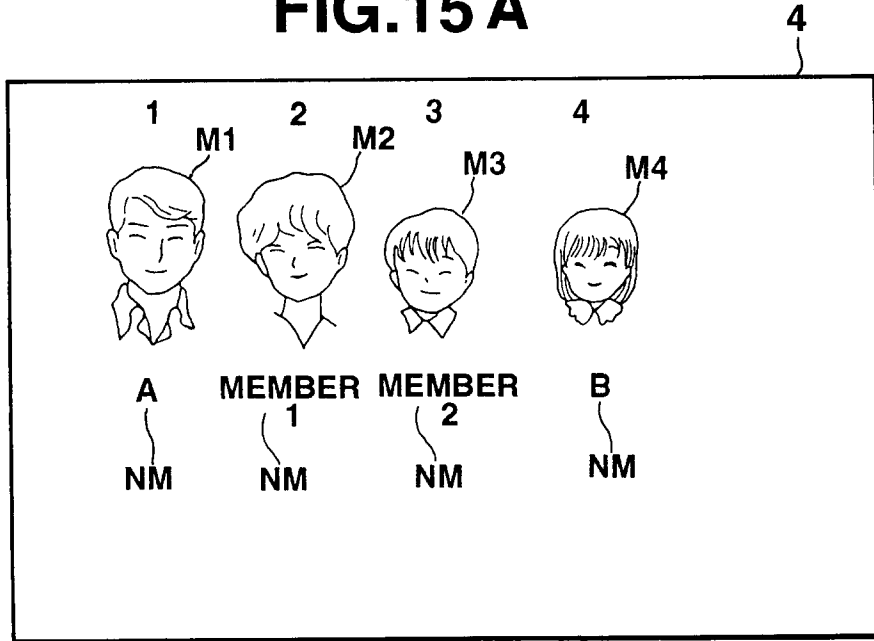 FIG.15 A
4
1 2 3 4
M1 M2 M3 M4
A MEMBER 1 MEMBER 2 B
NM NM NM NM